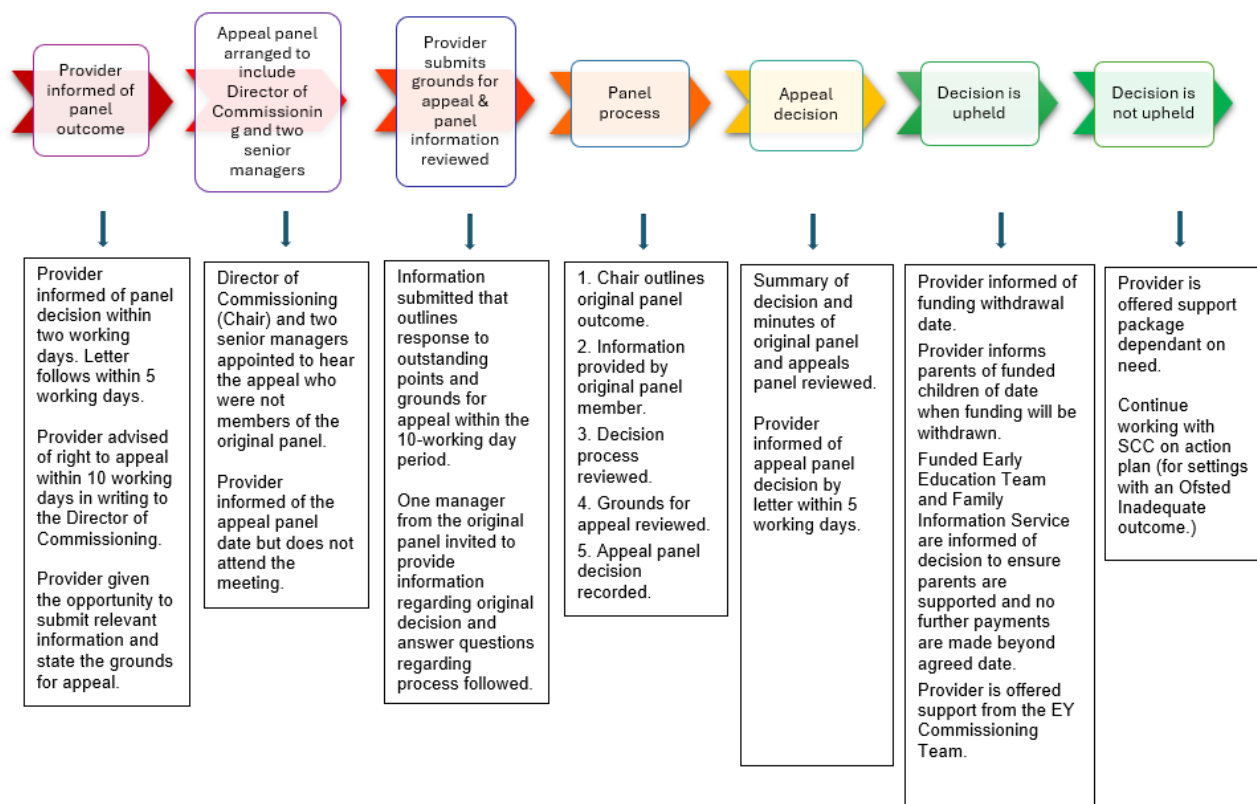 Provider
informed of
panel
outcome
Appeal panel
arranged to
include
Director of
Commissionin
g and two
senior
managers
Provider
submits
grounds for
appeal &
panel
information
reviewed
Panel
process
Appeal
decision
Decision is
upheld
Decision is
not upheld
Provider
informed of panel
decision within
two working
days. Letter
follows within 5
working days.
Provider advised
of right to appeal
within 10 working
days in writing to
the Director of
Commissioning.
Provider given
the opportunity to
submit relevant
information and
state the grounds
for appeal.
Director of
Commissioning
(Chair) and two
senior managers
appointed to hear
the appeal who
were not
members of the
original panel.
Provider
informed of the
appeal panel
date but does not
attend the
meeting.
Information
submitted that
outlines
response to
outstanding
points and
grounds for
appeal within the
10-working day
period.
One manager
from the original
panel invited to
provide
information
regarding original
decision and
answer questions
regarding
process followed.
1. Chair outlines
original panel
outcome.
2. Information
provided by
original panel
member.
3. Decision
process
reviewed.
4. Grounds for
appeal reviewed.
5. Appeal panel
decision
recorded.
Summary of
decision and
minutes of
original panel
and appeals
panel reviewed.
Provider
informed of
appeal panel
decision by
letter within 5
working days.
Provider informed of
funding withdrawal
date.
Provider informs
parents of funded
children of date
when funding will be
withdrawn.
Funded Early
Education Team
and Family
Information Service
are informed of
decision to ensure
parents are
supported and no
further payments
are made beyond
agreed date.
Provider is offered
support from the EY
Commissioning
Team.
Provider is
offered support
package
dependant on
need.
Continue
working with
SCC on action
plan (for settings
with an Ofsted
Inadequate
outcome.)